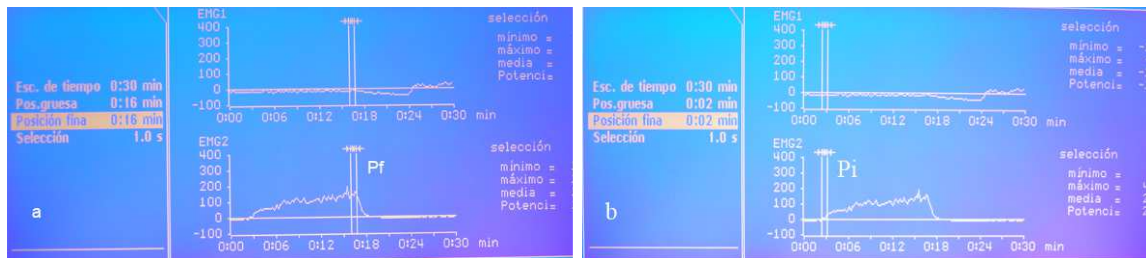 EMG1
400
300
200
100
0
-100
0:00 0:06 0:12 0:18 0:24 0:30 min
selección
mínimo =
máximo =
media =
Potenci=
Esc. de tiempo 0:30 min
Pos.gruesa 0:16 min
Posición fina 0:16 min
Selección 1.0 s
EMG2
400
300
200
100
0
-100
0:00 0:06 0:12 0:18 0:24 0:30 min
Pf
selección
mínimo =
máximo =
media =
Potenci=
a
EMG1
400
300
200
100
0
-100
0:00 0:06 0:12 0:18 0:24 0:30 min
selección
mínimo = -
máximo =
media = -
Potenci=
Esc. de tiempo 0:30 min
Pos.gruesa 0:02 min
Posición fina 0:02 min
Selección 1.0 s
EMG2
400
300
200
100
0
-100
0:00 0:06 0:12 0:18 0:24 0:30 min
Pi
selección
mínimo =
máximo =
media =
Potenci=
b